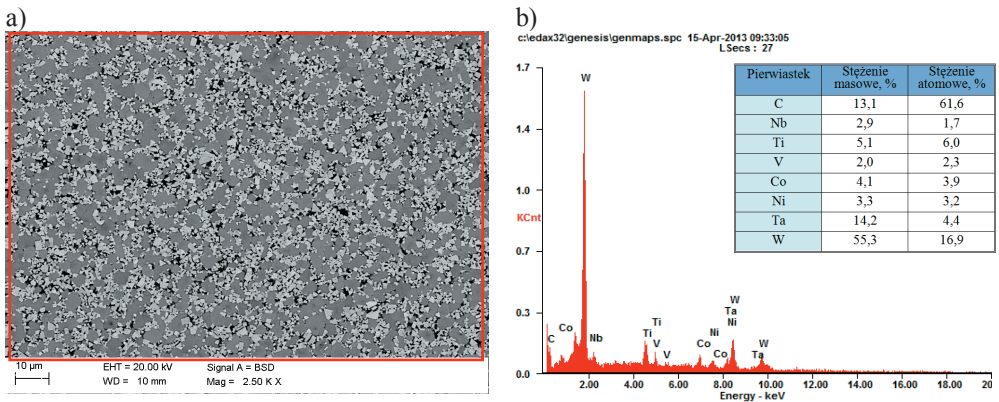 a)
10 µm
EHT = 20.00 kV
Signal A = BSD
WD = 10 mm
Mag = 2.50 K X
b)
c:\edax32\genesis\genmaps.spc 15-Apr-2013 09:33:05
LSecs : 27
1.7
1.4
1.0
KCnt
0.7
0.3
0.0
W
C
Co
Nb
Ti
Ti
V
V
Co
Ni
Co
W
Ta
Ni
Ta
W
2.00 4.00 6.00 8.00 10.00 12.00 14.00 16.00 18.00 20
Energy - keV
Pierwiastek Stężenie masowe, % Stężenie atomowe, %
C 13,1 61,6
Nb 2,9 1,7
Ti 5,1 6,0
V 2,0 2,3
Co 4,1 3,9
Ni 3,3 3,2
Ta 14,2 4,4
W 55,3 16,9